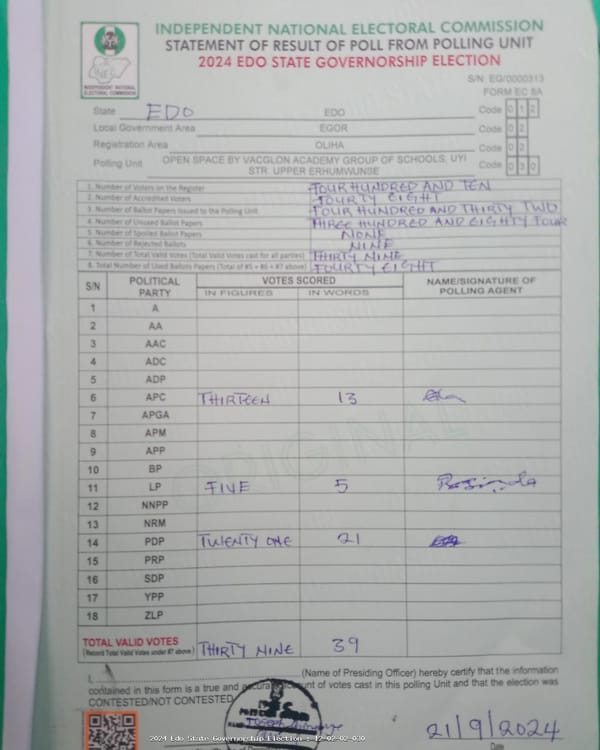 INDEPENDENT NATIONAL ELECTORAL COMMISSION
STATEMENT OF RESULT OF POLL FROM POLLING UNIT
2024 EDO STATE GOVERNORSHIP ELECTION
INEC
INDEPENDENT NATIONAL ELECTORAL COMMISSION
S/N: EG/0000313
FORM EC 8A
State EDO EDO Code 0 1 2
Local Government Area EGOR Code 0 2
Registration Area OLIHA Code 0 2
Polling Unit OPEN SPACE BY VACGLON ACADEMY GROUP OF SCHOOLS, UYI STR. UPPER ERHUMWUNSE Code 0 3 0
1. Number of Voters on the Register FOUR HUNDRED AND TEN
2. Number of Accredited Voters FOURTY EIGHT
3. Number of Ballot Papers Issued to the Polling Unit FOUR HUNDRED AND THIRTY TWO
4. Number of Unused Ballot Papers THREE HUNDRED AND EIGHTY FOUR
5. Number of Spoiled Ballot Papers NONE
6. Number of Rejected Ballots NINE
7. Number of Total Valid Votes (Total Valid Votes cast for all parties) THIRTY NINE
8. Total Number of Used Ballots Papers (Total of #5 + #6 + #7 above) FOURTY EIGHT
S/N POLITICAL PARTY VOTES SCORED NAME/SIGNATURE OF POLLING AGENT
IN FIGURES IN WORDS
1 A
2 AA
3 AAC
4 ADC
5 ADP
6 APC THIRTEEN 13
7 APGA
8 APM
9 APP
10 BP
11 LP FIVE 5
12 NNPP
13 NRM
14 PDP TWENTY ONE 21
15 PRP
16 SDP
17 YPP
18 ZLP
ORIGINAL
TOTAL VALID VOTES THIRTY NINE 39
(Record Total Valid Votes under #7 above)
I, (Name of Presiding Officer) hereby certify that the information
contained in this form is a true and accurate account of votes cast in this polling Unit and that the election was
CONTESTED/NOT CONTESTED.
21/9/2024
2024 Edo State Governorship Election : 12-02-02-030
Date